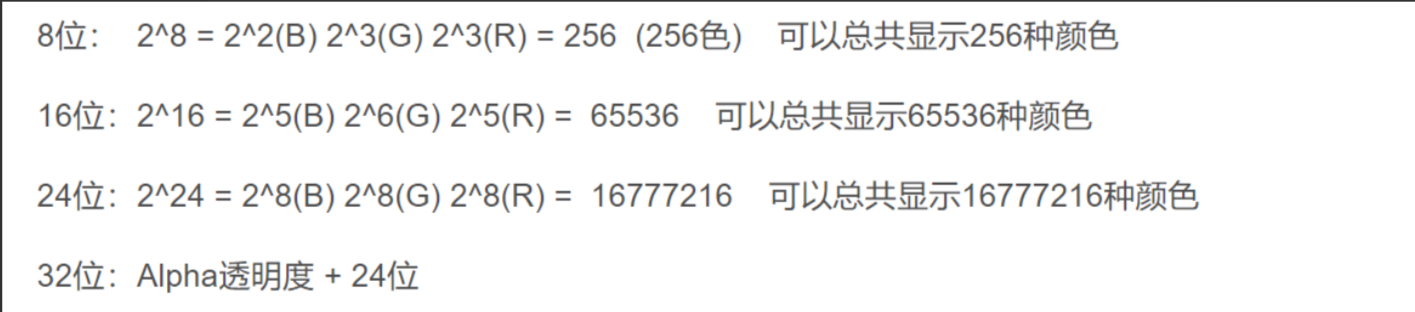 8位： 2^8 = 2^2(B) 2^3(G) 2^3(R) = 256 (256色) 可以总共显示256种颜色
16位：2^16 = 2^5(B) 2^6(G) 2^5(R) = 65536 可以总共显示65536种颜色
24位：2^24 = 2^8(B) 2^8(G) 2^8(R) = 16777216 可以总共显示16777216种颜色
32位：Alpha透明度 + 24位